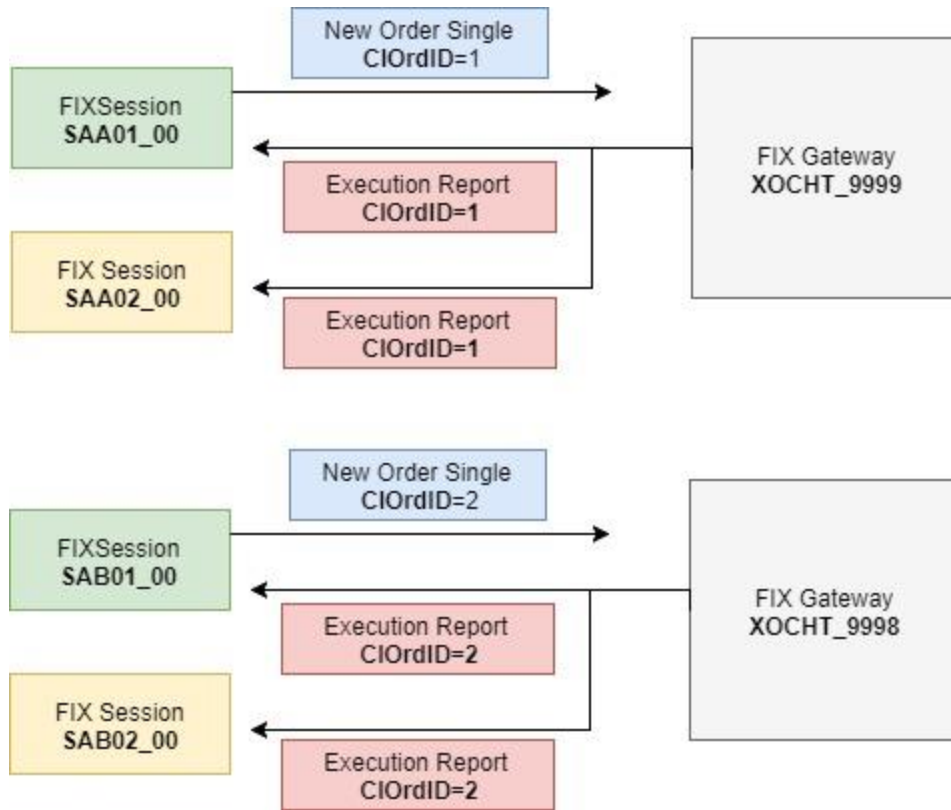 New Order Single
ClOrdID=1
FIXSession
SAA01_00
FIX Gateway
XOCHT_9999
Execution Report
ClOrdID=1
FIX Session
SAA02_00
Execution Report
ClOrdID=1
New Order Single
ClOrdID=2
FIXSession
SAB01_00
FIX Gateway
XOCHT_9998
Execution Report
ClOrdID=2
FIX Session
SAB02_00
Execution Report
ClOrdID=2